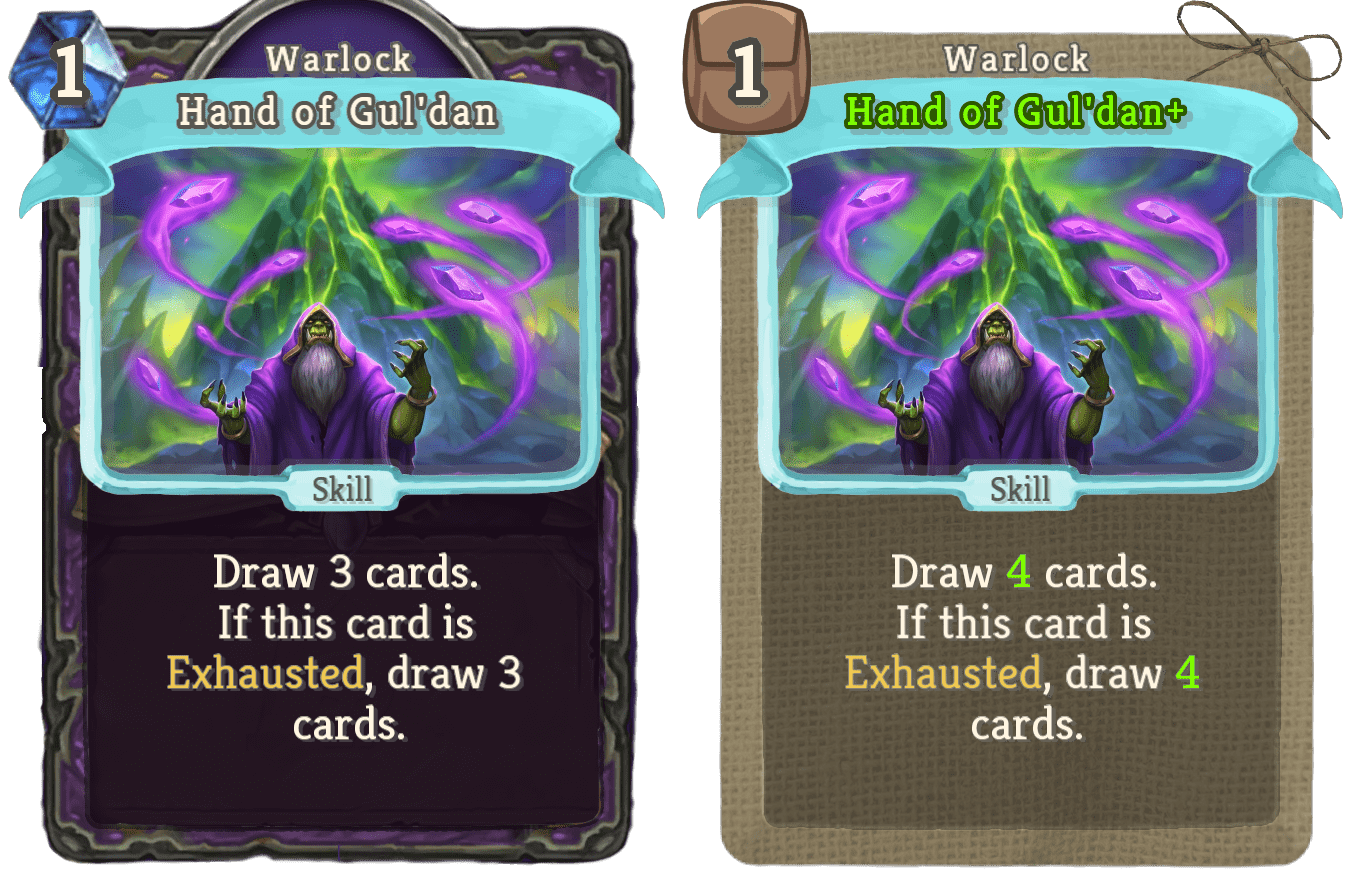 1
Warlock
Hand of Gul'dan
Skill
Draw 3 cards.
If this card is
Exhausted, draw 3
cards.
1
Warlock
Hand of Gul'dan+
Skill
Draw 4 cards.
If this card is
Exhausted, draw 4
cards.